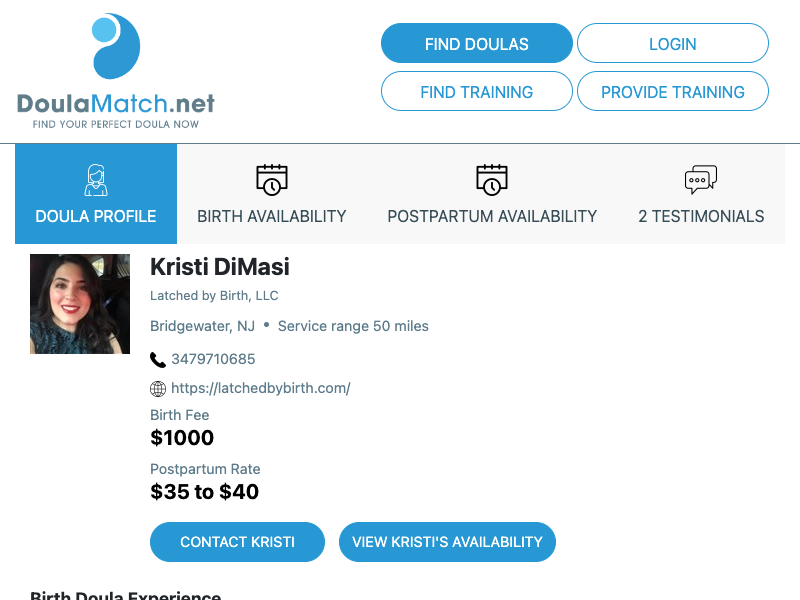 DoulaMatch.net
FIND YOUR PERFECT DOULA NOW
FIND DOULAS
LOGIN
FIND TRAINING
PROVIDE TRAINING
DOULA PROFILE
BIRTH AVAILABILITY
POSTPARTUM AVAILABILITY
2 TESTIMONIALS
Kristi DiMasi
Latched by Birth, LLC
Bridgewater, NJ • Service range 50 miles
3479710685
https://latchedbybirth.com/
Birth Fee
$1000
Postpartum Rate
$35 to $40
CONTACT KRISTI
VIEW KRISTI'S AVAILABILITY
Birth Doula Experience